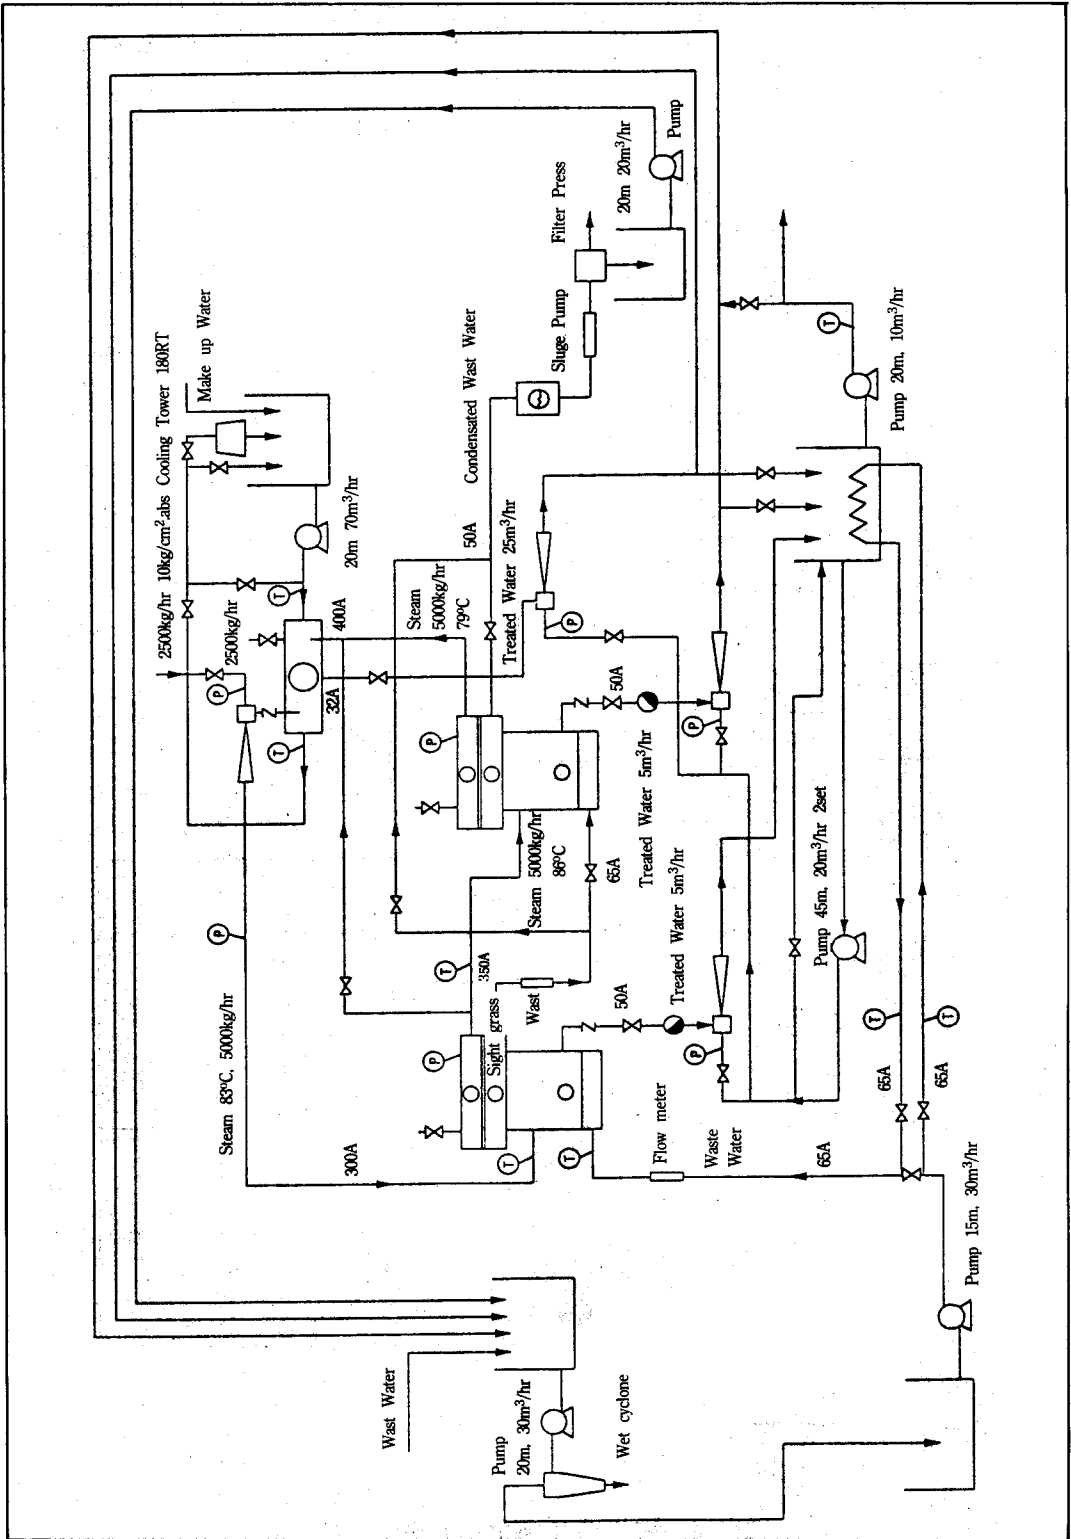 2500kg/hr 10kg/cm².abs Cooling Tower 180RT
Make up Water
2500kg/hr
20m 70m³/hr
T
P
T
400A
32A
Steam 83°C, 5000kg/hr
P
300A
Steam
5000kg/hr
79°C
50A
Condensated Wast Water
Treated Water 25m³/hr
Sluge Pump
Filter Press
20m 20m³/hr
Pump
P
P
T
350A
Sight grass
Wast
Steam 5000kg/hr
86°C
65A
50A
Treated Water 5m³/hr
P
P
T
T
50A
Treated Water 5m³/hr
P
Flow meter
Waste
Water
65A
T
Pump 20m, 10m³/hr
Pump 45m, 20m³/hr 2set
T
T
65A
65A
Pump 15m, 30m³/hr
Wast Water
Pump
20m, 30m³/hr
Wet cyclone